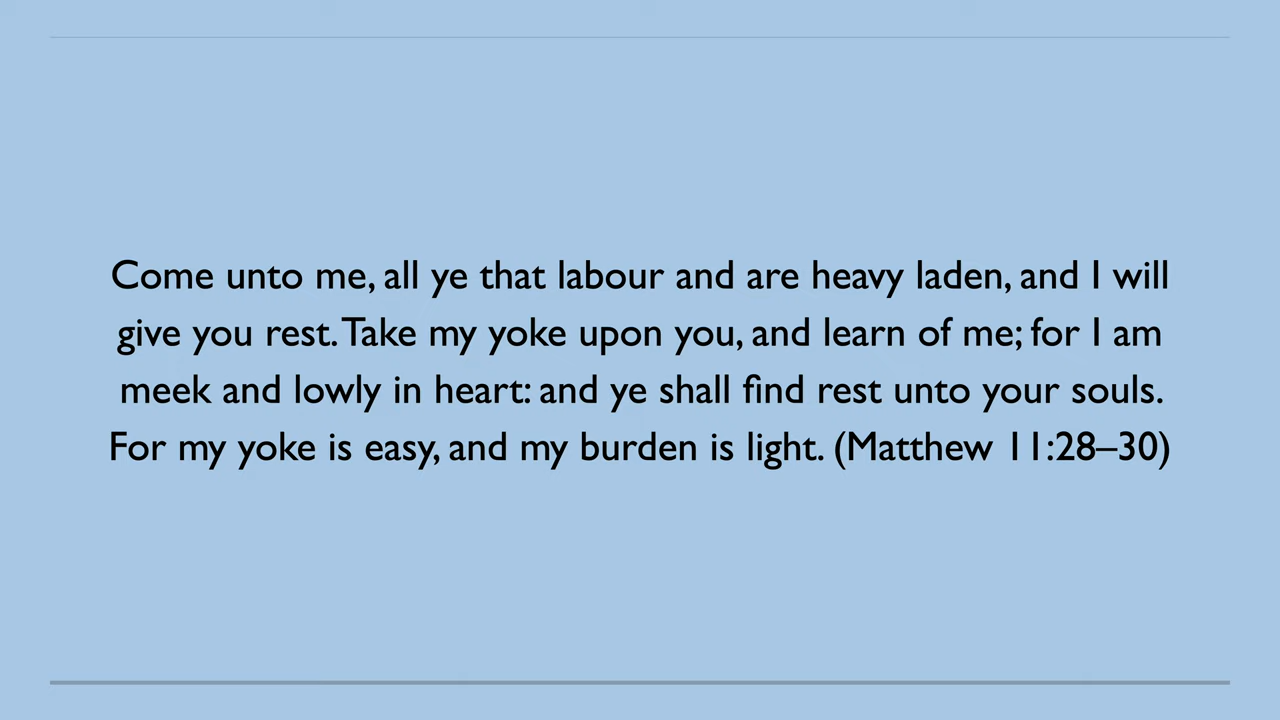 Come unto me, all ye that labour and are heavy laden, and I will
give you rest. Take my yoke upon you, and learn of me; for I am
meek and lowly in heart: and ye shall find rest unto your souls.
For my yoke is easy, and my burden is light. (Matthew 11:28–30)